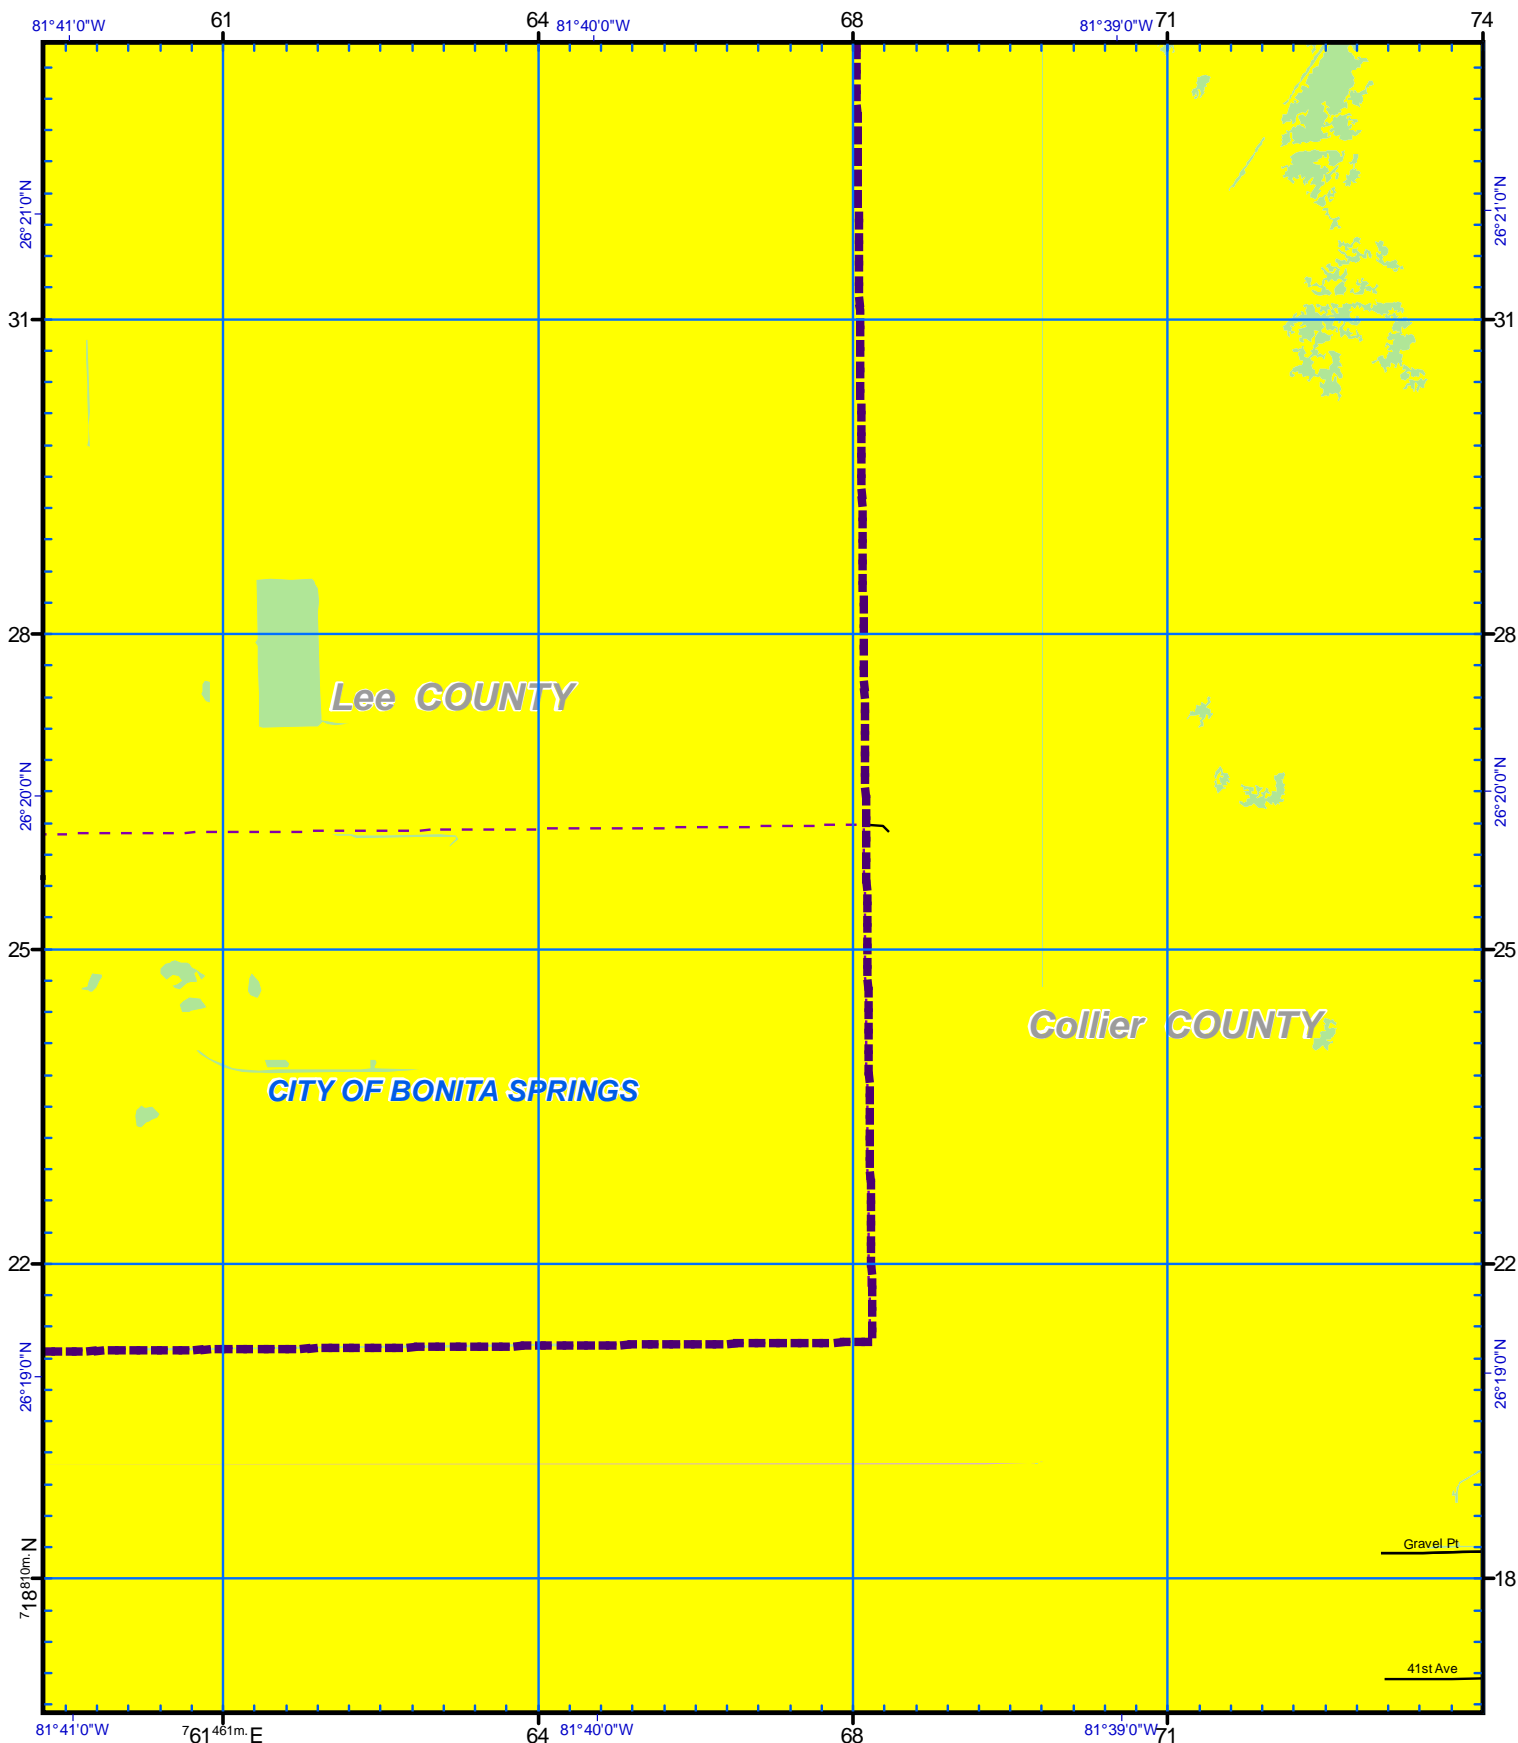 61 64 68 71 74
81°41'0"W 81°40'0"W 81°39'0"W
26°21'0"N 26°21'0"N
31 31
28 28
Lee COUNTY
26°20'0"N 26°20'0"N
25 25
Collier COUNTY
CITY OF BONITA SPRINGS
22 22
26°19'0"N 26°19'0"N
Gravel Pt
718810m. N 18
41st Ave
81°41'0"W 761461m. E 64 81°40'0"W 68 81°39'0"W 71